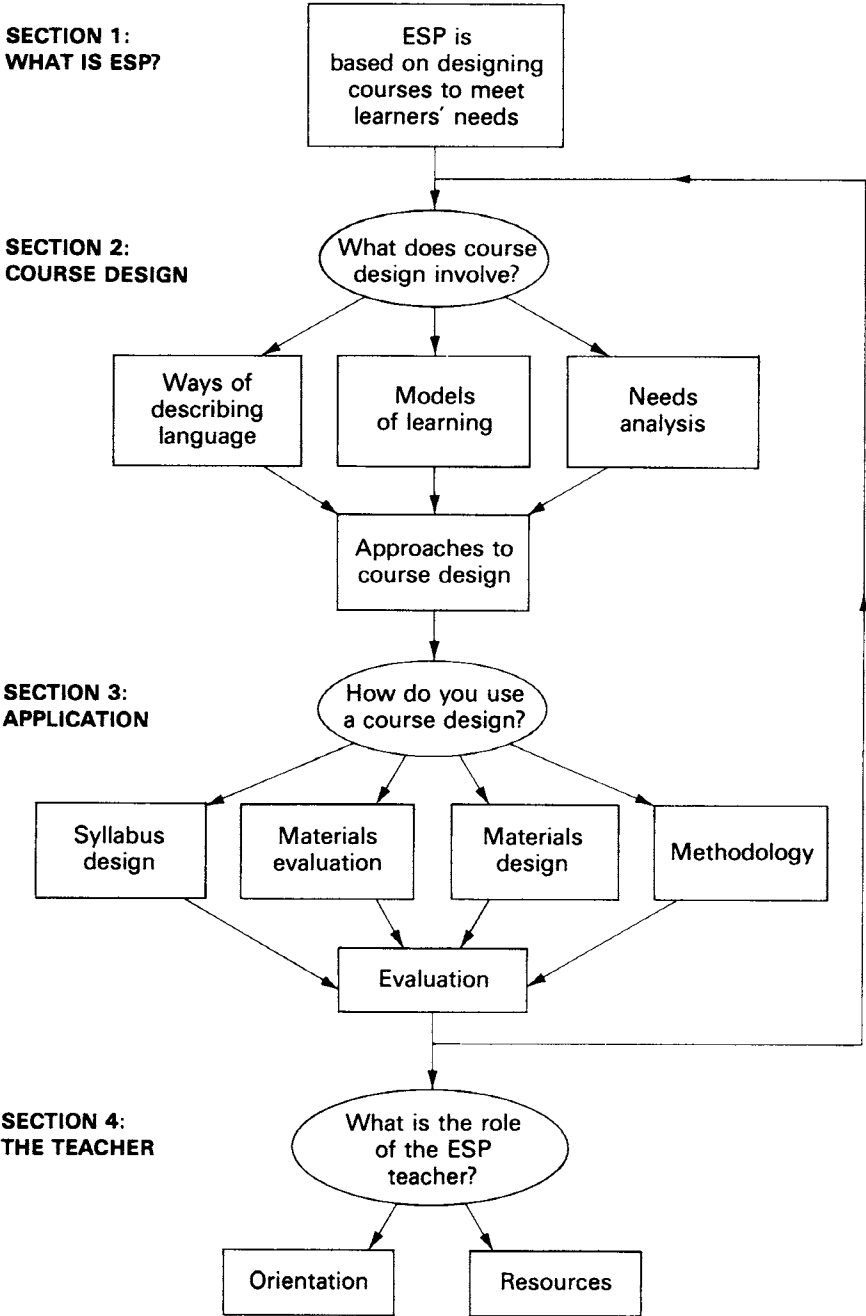 SECTION 1:
WHAT IS ESP?
ESP is
based on designing
courses to meet
learners' needs
SECTION 2:
COURSE DESIGN
What does course
design involve?
Ways of
describing
language
Models
of learning
Needs
analysis
Approaches to
course design
SECTION 3:
APPLICATION
How do you use
a course design?
Syllabus
design
Materials
evaluation
Materials
design
Methodology
Evaluation
SECTION 4:
THE TEACHER
What is the role
of the ESP
teacher?
Orientation
Resources